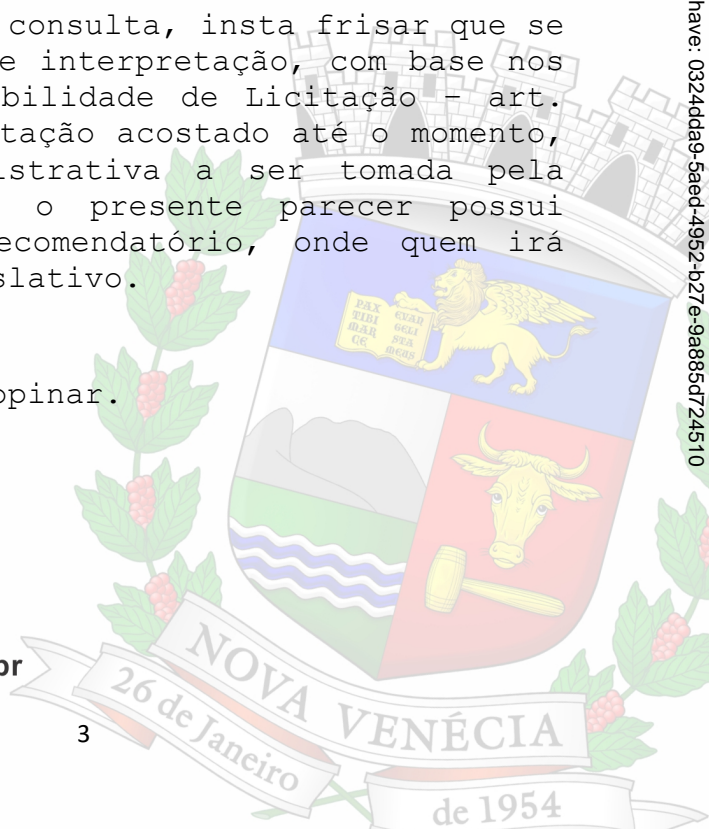 consulta, insta frisar que se
e interpretação, com base nos
bilidade de Licitação – art.
tação acostado até o momento,
istrativa a ser tomada pela
o presente parecer possui
ecomendatório, onde quem irá
slativo.
opinar.
PAX
TIBI
MAR
CE
EVAN
GELI
STA
MEUS
br
3
NOVA VENÉCIA
26 de Janeiro
de 1954
have: 0324dda9-5aed-4952-b27e-9a885d724510